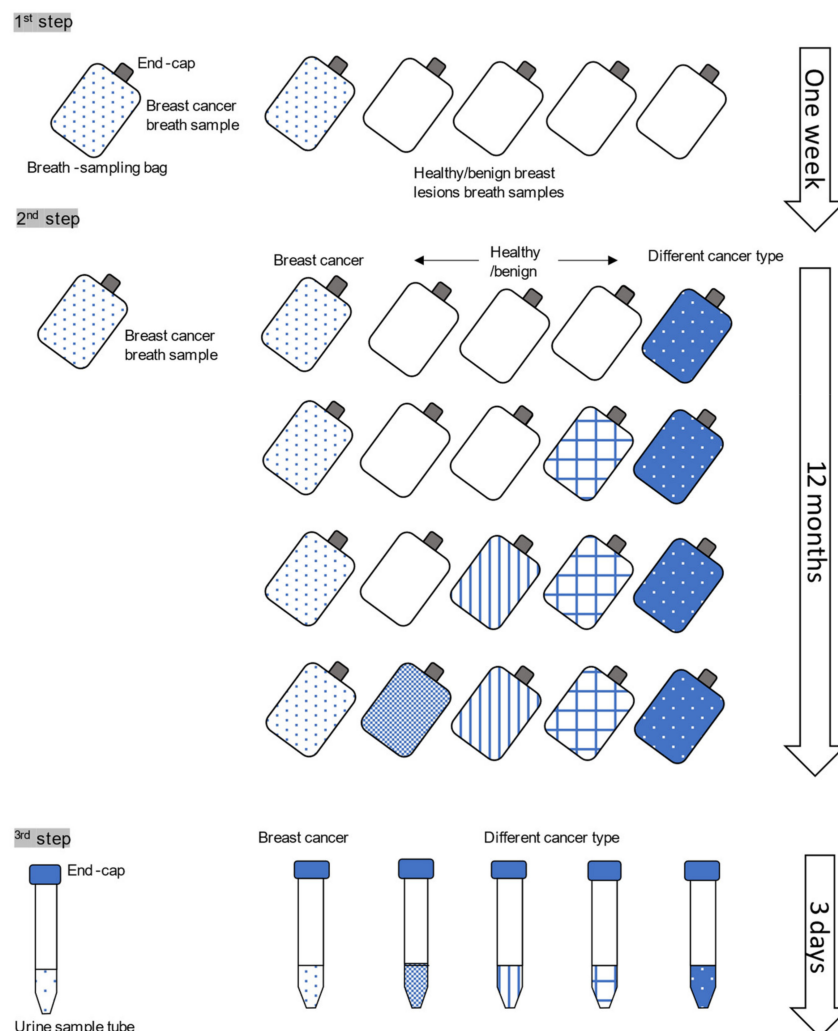 1st step
End-cap
Breast cancer
breath sample
Breath-sampling bag
Healthy/benign breast
lesions breath samples
One week
2nd step
Breast cancer
Healthy
/benign
Different cancer type
Breast cancer
breath sample
12 months
3rd step
Breast cancer
Different cancer type
End-cap
Urine sample tube
3 days